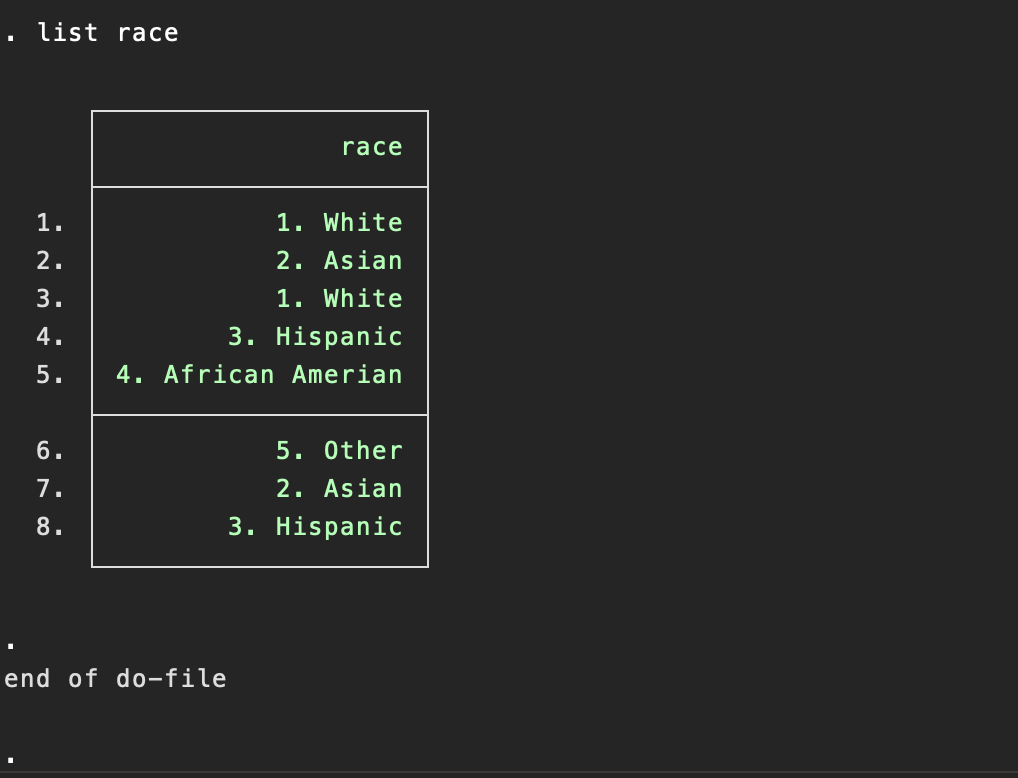 . list race
race
1. 1. White
2. 2. Asian
3. 1. White
4. 3. Hispanic
5. 4. African Amerian
6. 5. Other
7. 2. Asian
8. 3. Hispanic
.
end of do-file
.